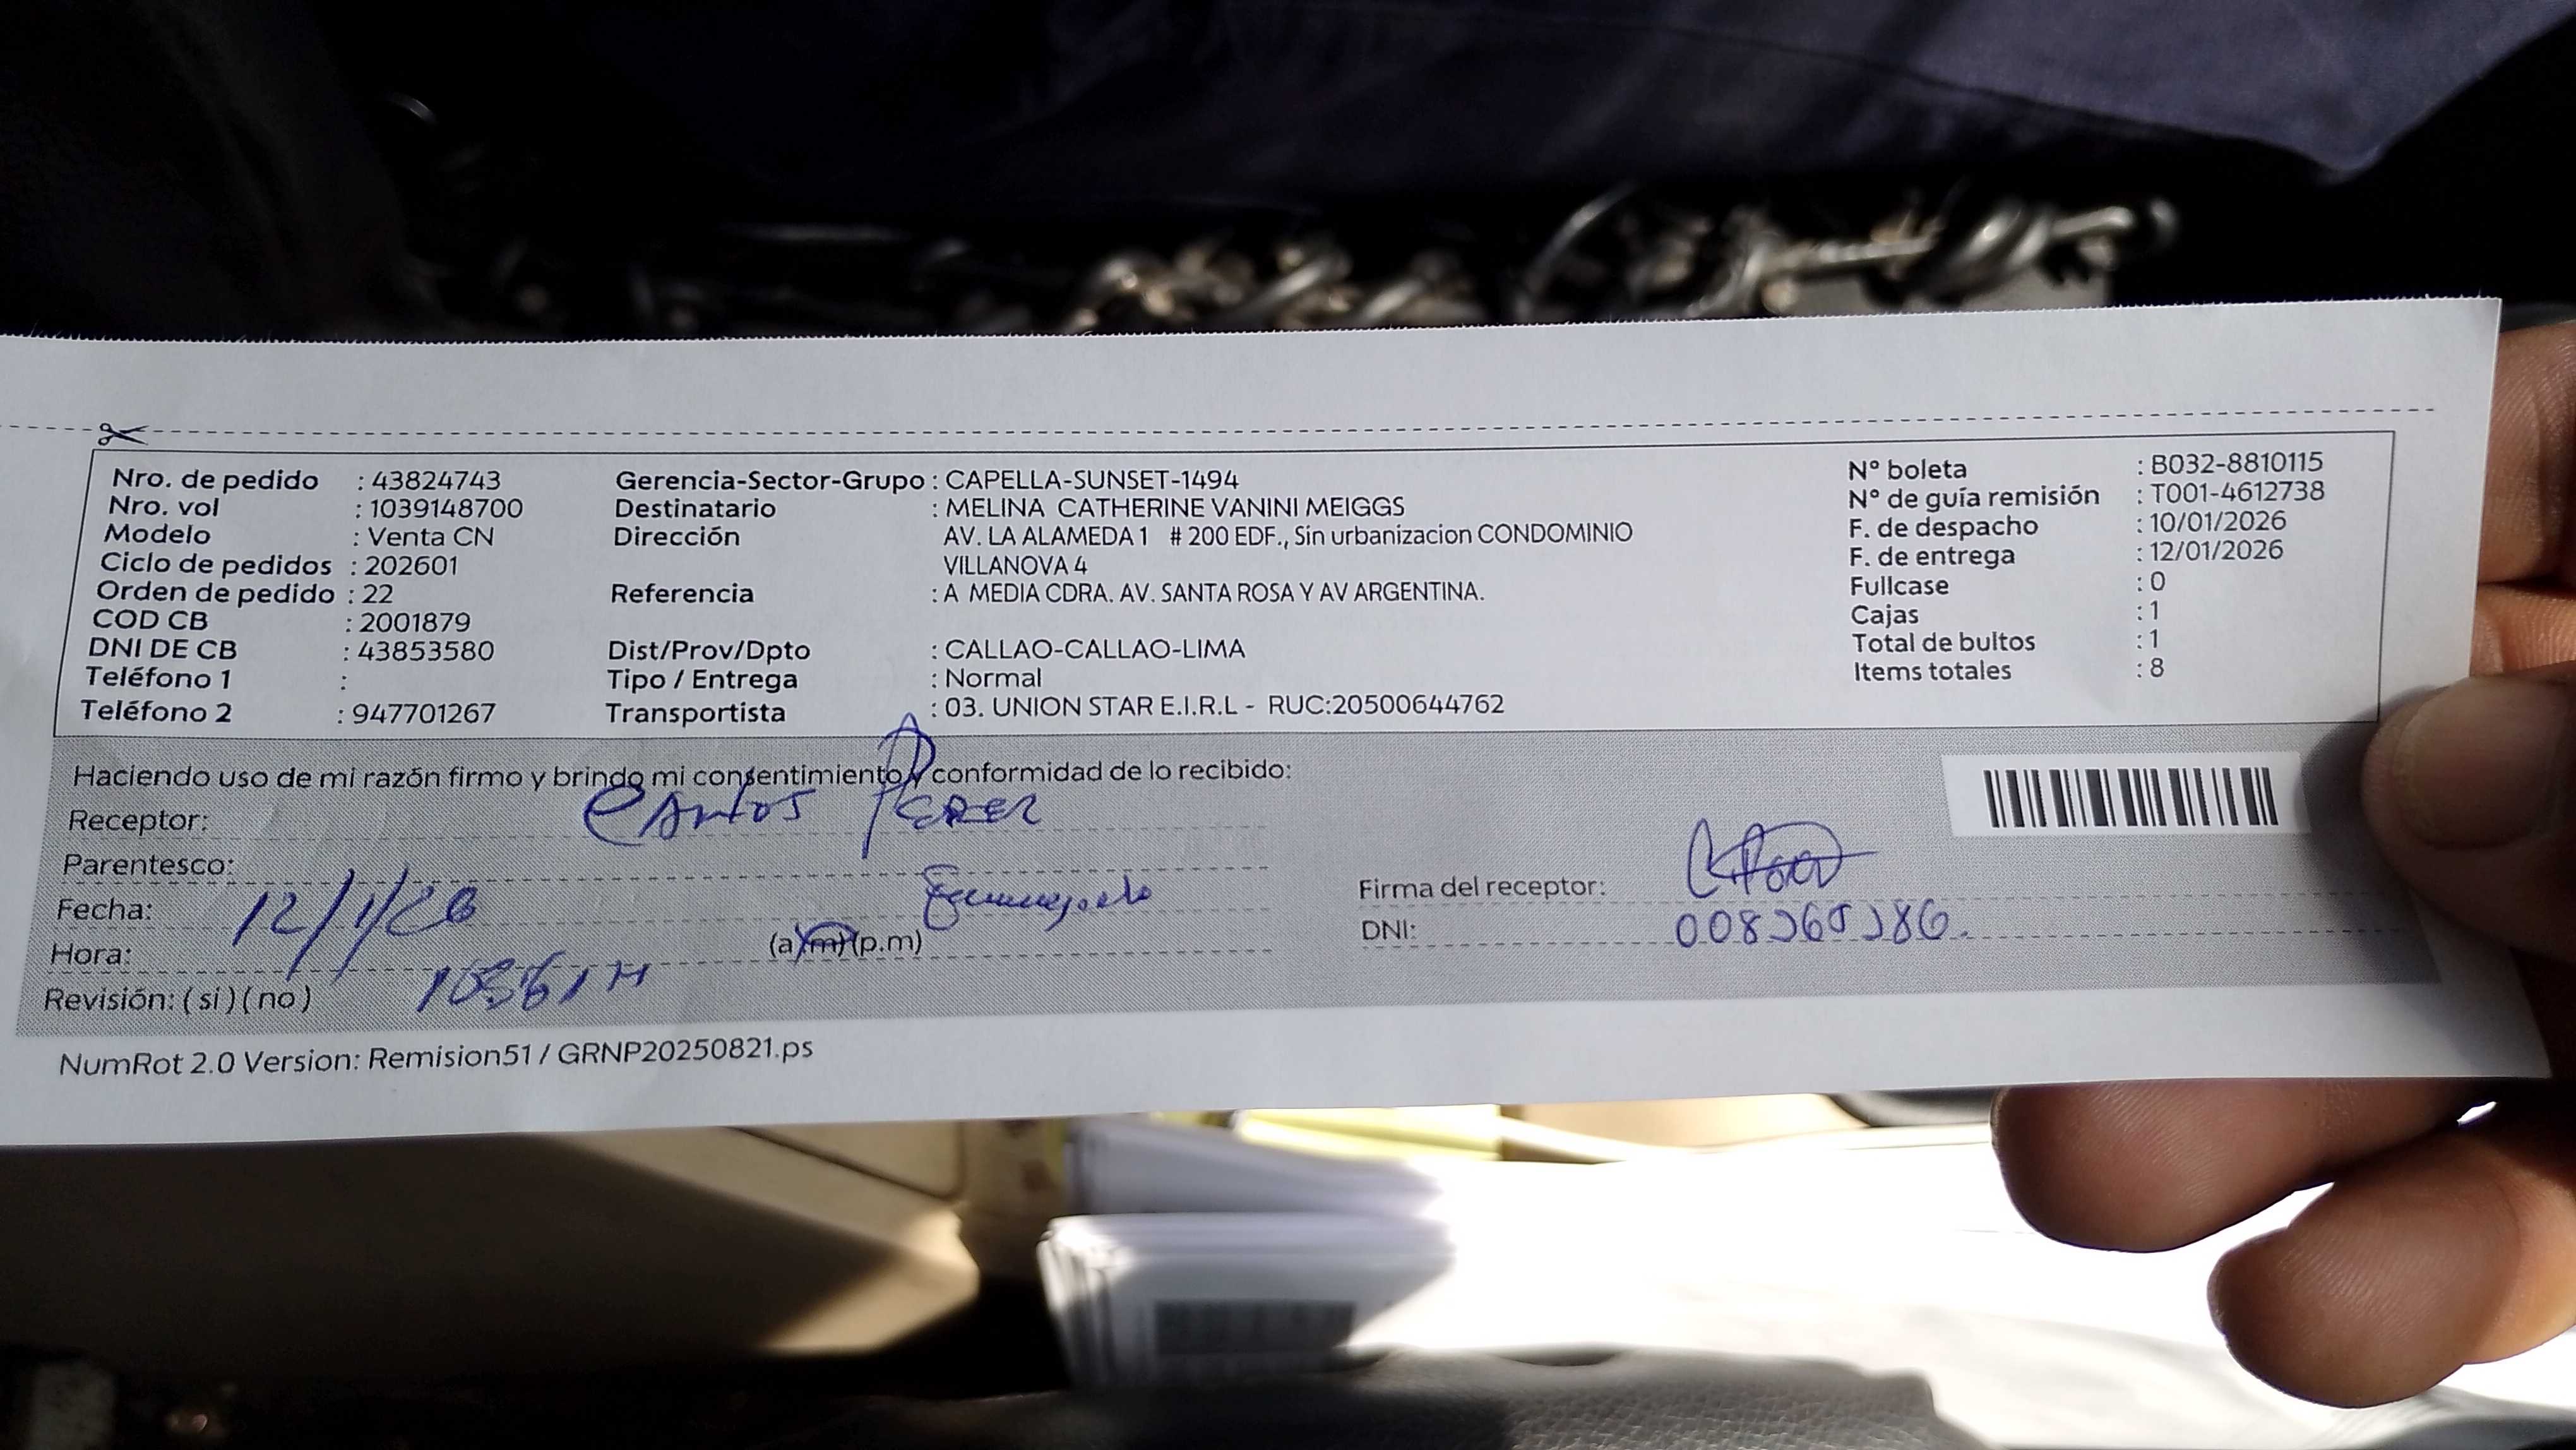 Nro. de pedido : 43824743
Nro. vol : 1039148700
Modelo : Venta CN
Ciclo de pedidos : 202601
Orden de pedido : 22
COD CB : 2001879
DNI DE CB : 43853580
Teléfono 1 :
Teléfono 2 : 947701267
Gerencia-Sector-Grupo : CAPELLA-SUNSET-1494
Destinatario : MELINA CATHERINE VANINI MEIGGS
Dirección AV. LA ALAMEDA 1 # 200 EDF., Sin urbanizacion CONDOMINIO
VILLANOVA 4
Referencia : A MEDIA CDRA. AV. SANTA ROSA Y AV ARGENTINA.
Dist/Prov/Dpto : CALLAO-CALLAO-LIMA
Tipo / Entrega : Normal
Transportista : 03. UNION STAR E.I.R.L - RUC:20500644762
N° boleta : B032-8810115
N° de guía remisión : T001-4612738
F. de despacho : 10/01/2026
F. de entrega : 12/01/2026
Fullcase : 0
Cajas : 1
Total de bultos : 1
Items totales : 8
Haciendo uso de mi razón firmo y brindo mi consentimiento y conformidad de lo recibido:
Receptor: CARLOS PEREZ
Parentesco:
Fecha: 12/1/26
Hora: (a.m)(p.m)
Revisión: ( si ) ( no )
Firma del receptor:
DNI:
NumRot 2.0 Version: Remision51 / GRNP20250821.ps